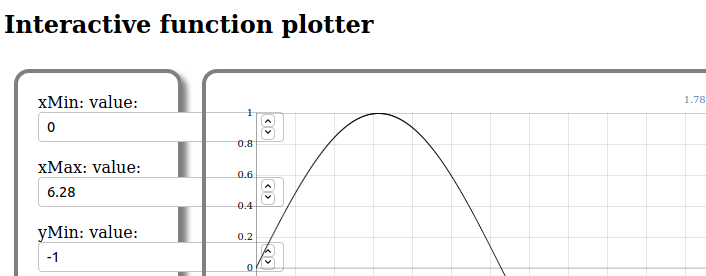 Interactive function plotter
xMin: value:
0
xMax: value:
6.28
yMin: value:
-1
1.78
1
0.8
0.6
0.4
0.2
0